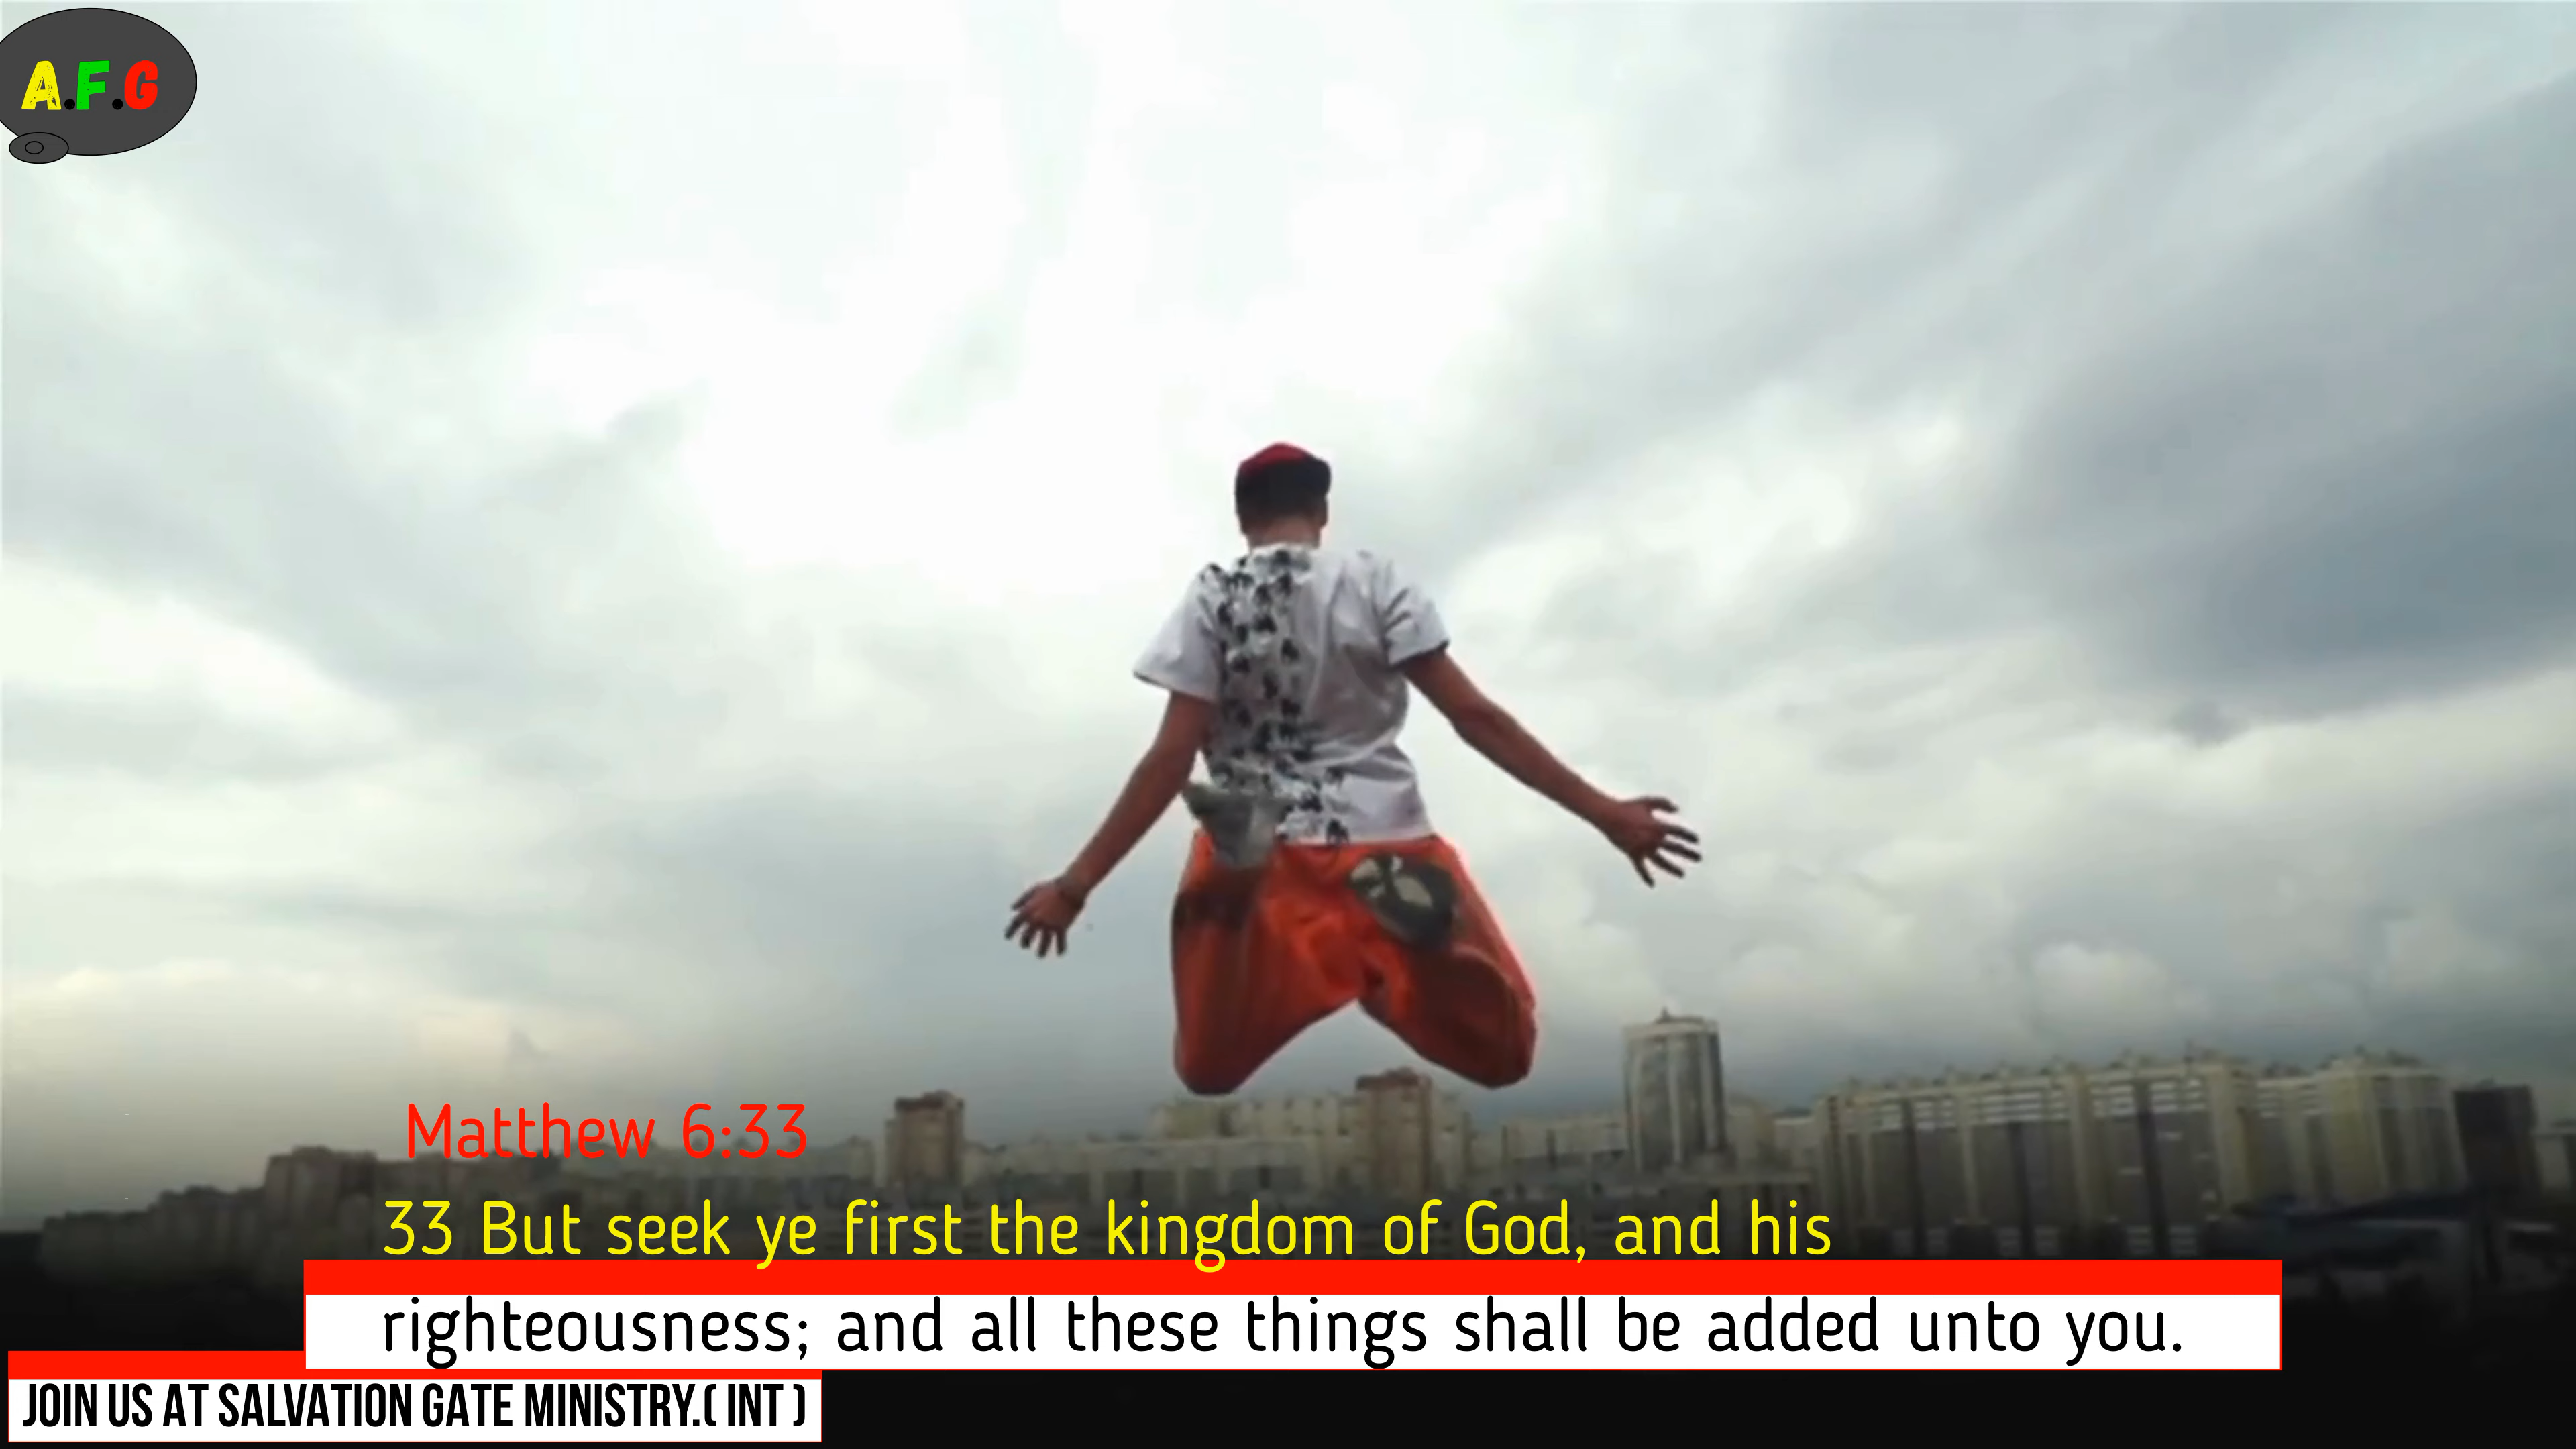 A.F.G
Matthew 6:33
33 But seek ye first the kingdom of God, and his
righteousness; and all these things shall be added unto you.
JOIN US AT SALVATION GATE MINISTRY.( INT )